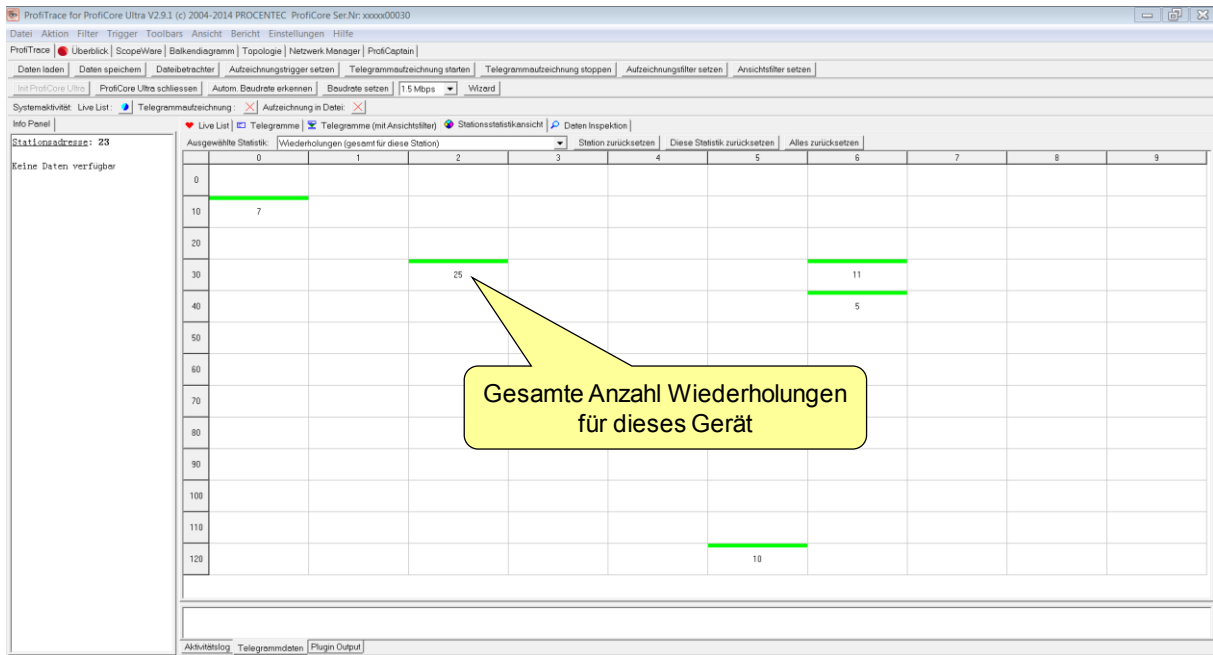 ProfiTrace for ProfiCore Ultra V2.9.1 (c) 2004-2014 PROCENTEC ProfiCore Ser.Nr: xxxxx00030
Datei Aktion Filter Trigger Toolbars Ansicht Bericht Einstellungen Hilfe
ProfiTrace Überblick ScopeWare Balkendiagramm Topologie Netzwerk Manager ProfiCaptain
Daten laden Daten speichern Dateibetrachter Aufzeichnungstrigger setzen Telegrammaufzeichnung starten Telegrammaufzeichnung stoppen Aufzeichnungsfilter setzen Ansichtsfilter setzen
Init ProfiCore Ultra ProfiCore Ultra schliessen Autom. Baudrate erkennen Baudrate setzen 1.5 Mbps Wizard
Systemaktivität: Live List: Telegrammaufzeichnung: Aufzeichnung in Datei:
Info Panel
Live List Telegramme Telegramme (mit Ansichtsfilter) Stationsstatistikansicht Daten Inspektion
Stationsadresse: 23
Ausgewählte Statistik: Wiederholungen (gesamt für diese Station) Station zurücksetzen Diese Statistik zurücksetzen Alles zurücksetzen
Keine Daten verfügbar
0 1 2 3 4 5 6 7 8 9
0
10 7
20
30 25 11
40 5
50
60
70
80
90
100
110
120 10
Gesamte Anzahl Wiederholungen
für dieses Gerät
Aktivitätslog Telegrammdaten Plugin Output